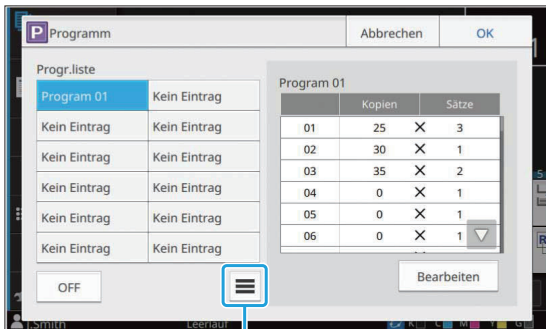 P Programm
Abbrechen
OK
Progr.liste
Program 01 Kein Eintrag
Kein Eintrag Kein Eintrag
Kein Eintrag Kein Eintrag
Kein Eintrag Kein Eintrag
Kein Eintrag Kein Eintrag
Kein Eintrag Kein Eintrag
OFF
Program 01
Kopien Sätze
01 25 X 3
02 30 X 1
03 35 X 2
04 0 X 1
05 0 X 1
06 0 X 1
Bearbeiten
J.Smith Leerlauf K C M Y G